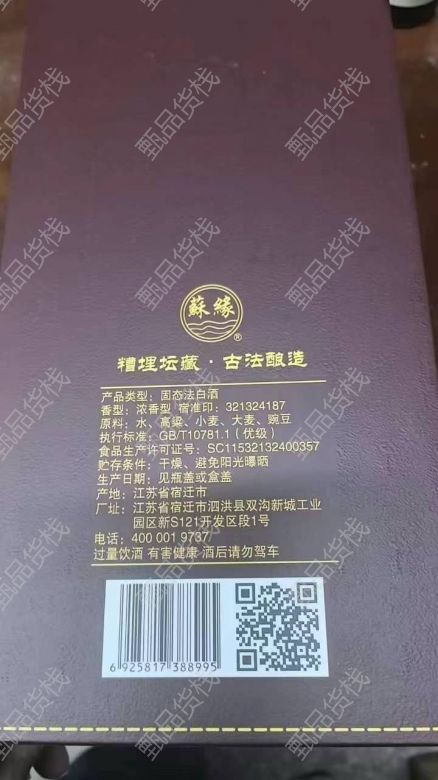 蘇緣
®
糟埋坛藏·古法酿造
产品类型：固态法白酒
香型：浓香型 宿准印：321324187
原料：水、高粱、小麦、大麦、豌豆
执行标准：GB/T10781.1（优级）
食品生产许可证号：SC11532132400357
贮存条件：干燥、避免阳光曝晒
生产日期：见瓶盖或盒盖
产地：江苏省宿迁市
厂址：江苏省宿迁市泗洪县双沟新城工业
园区新S121开发区段1号
电话：400 001 9737
过量饮酒 有害健康 酒后请勿驾车
6 925817 388995
甄品货栈